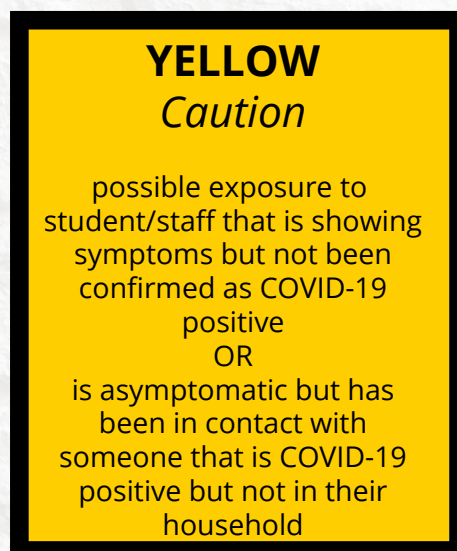 YELLOW
Caution
possible exposure to
student/staff that is showing
symptoms but not been
confirmed as COVID-19
positive
OR
is asymptomatic but has
been in contact with
someone that is COVID-19
positive but not in their
household